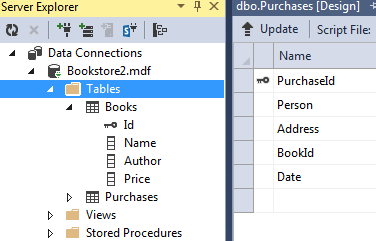 Server Explorer
Data Connections
Bookstore2.mdf
Tables
Books
Id
Name
Author
Price
Purchases
Views
Stored Procedures
dbo.Purchases [Design]
Update Script File:
Name
PurchaseId
Person
Address
BookId
Date